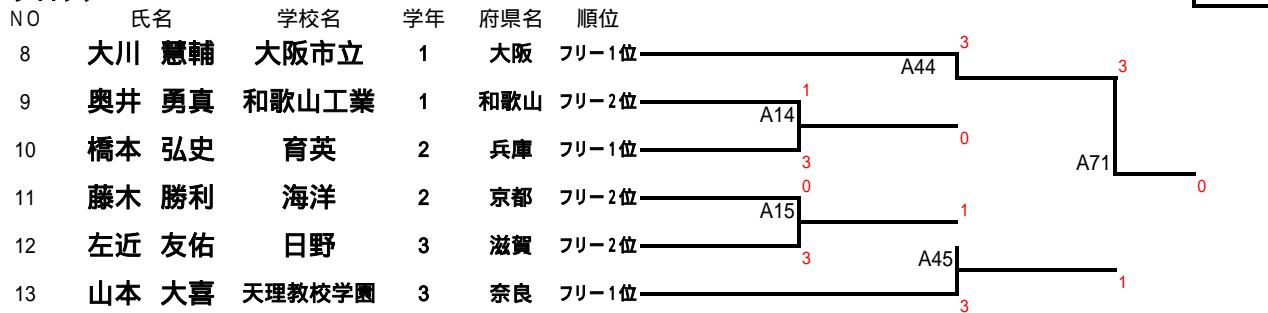 NO 氏名 学校名 学年 府県名 順位
8 大川 慧輔 大阪市立 1 大阪 フリー1位
9 奥井 勇真 和歌山工業 1 和歌山 フリー2位
10 橋本 弘史 育英 2 兵庫 フリー1位
11 藤木 勝利 海洋 2 京都 フリー2位
12 左近 友佑 日野 3 滋賀 フリー2位
13 山本 大喜 天理教校学園 3 奈良 フリー1位
3
A44
3
1
A14
0
3
A71
0
0
A15
1
3
A45
1
3